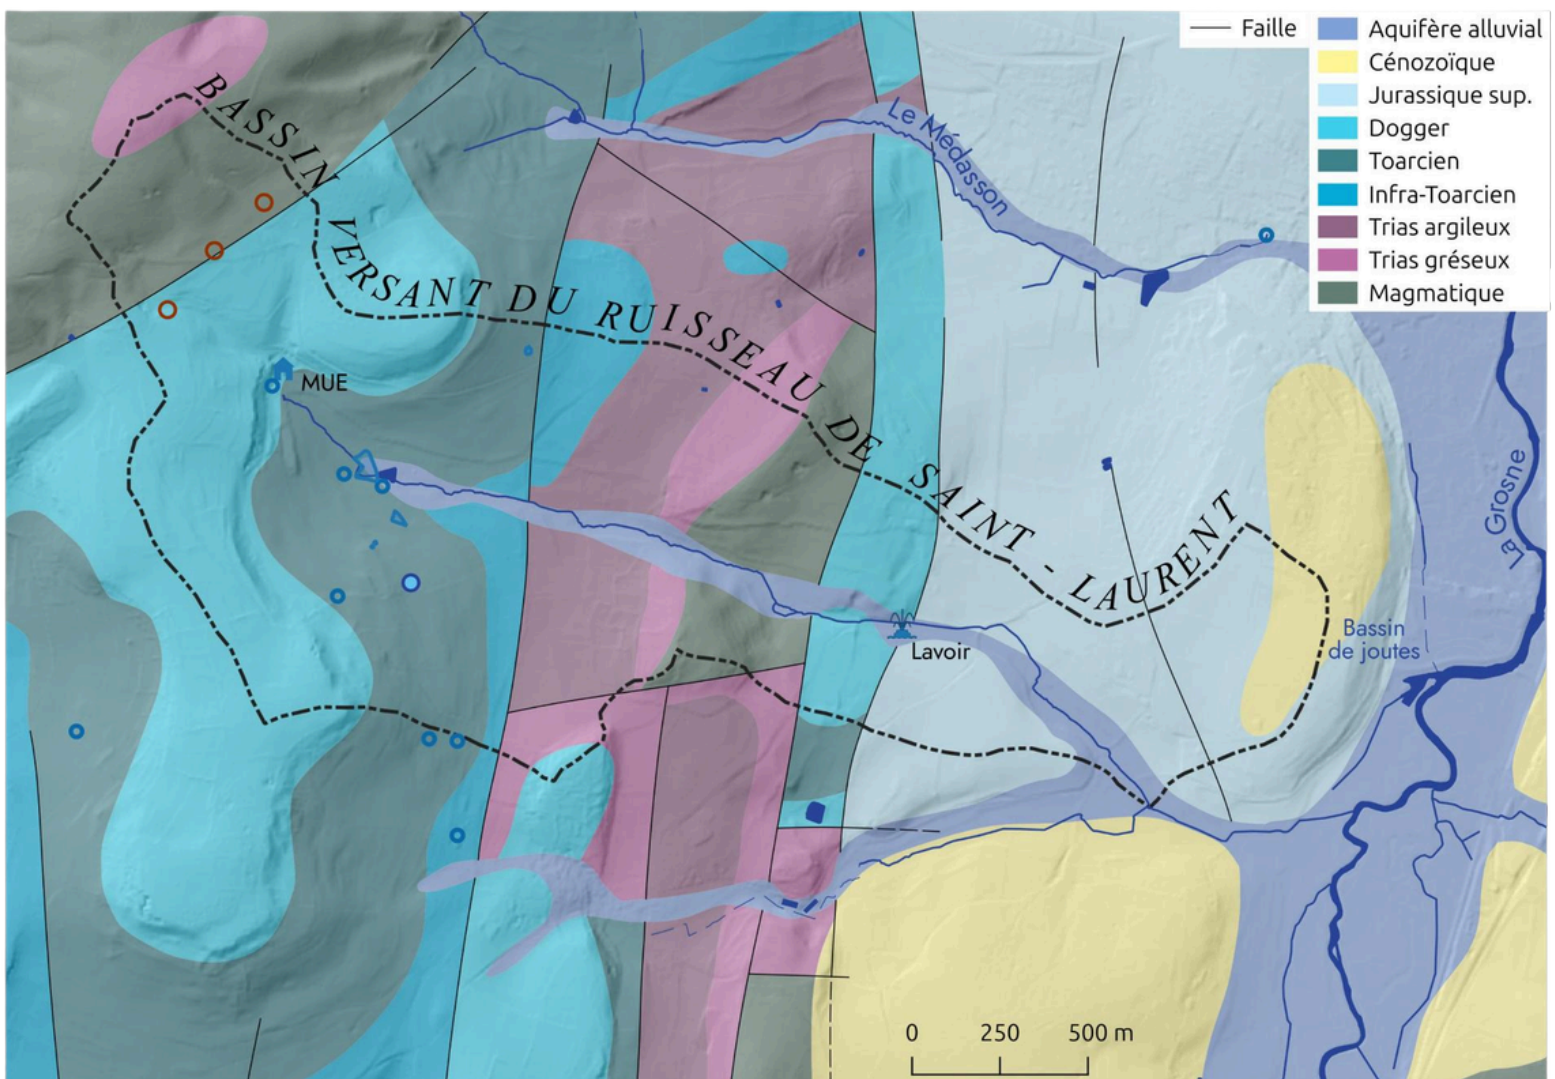 Faille
Aquifère alluvial
Cénozoïque
Jurassique sup.
Dogger
Toarcien
Infra-Toarcien
Trias argileux
Trias gréseux
Magmatique
BASSIN VERSANT DU RUISSEAU DE SAINT - LAURENT
Le Médasson
MUE
La Grosne
Lavoir
Bassin
de joutes
0 250 500 m